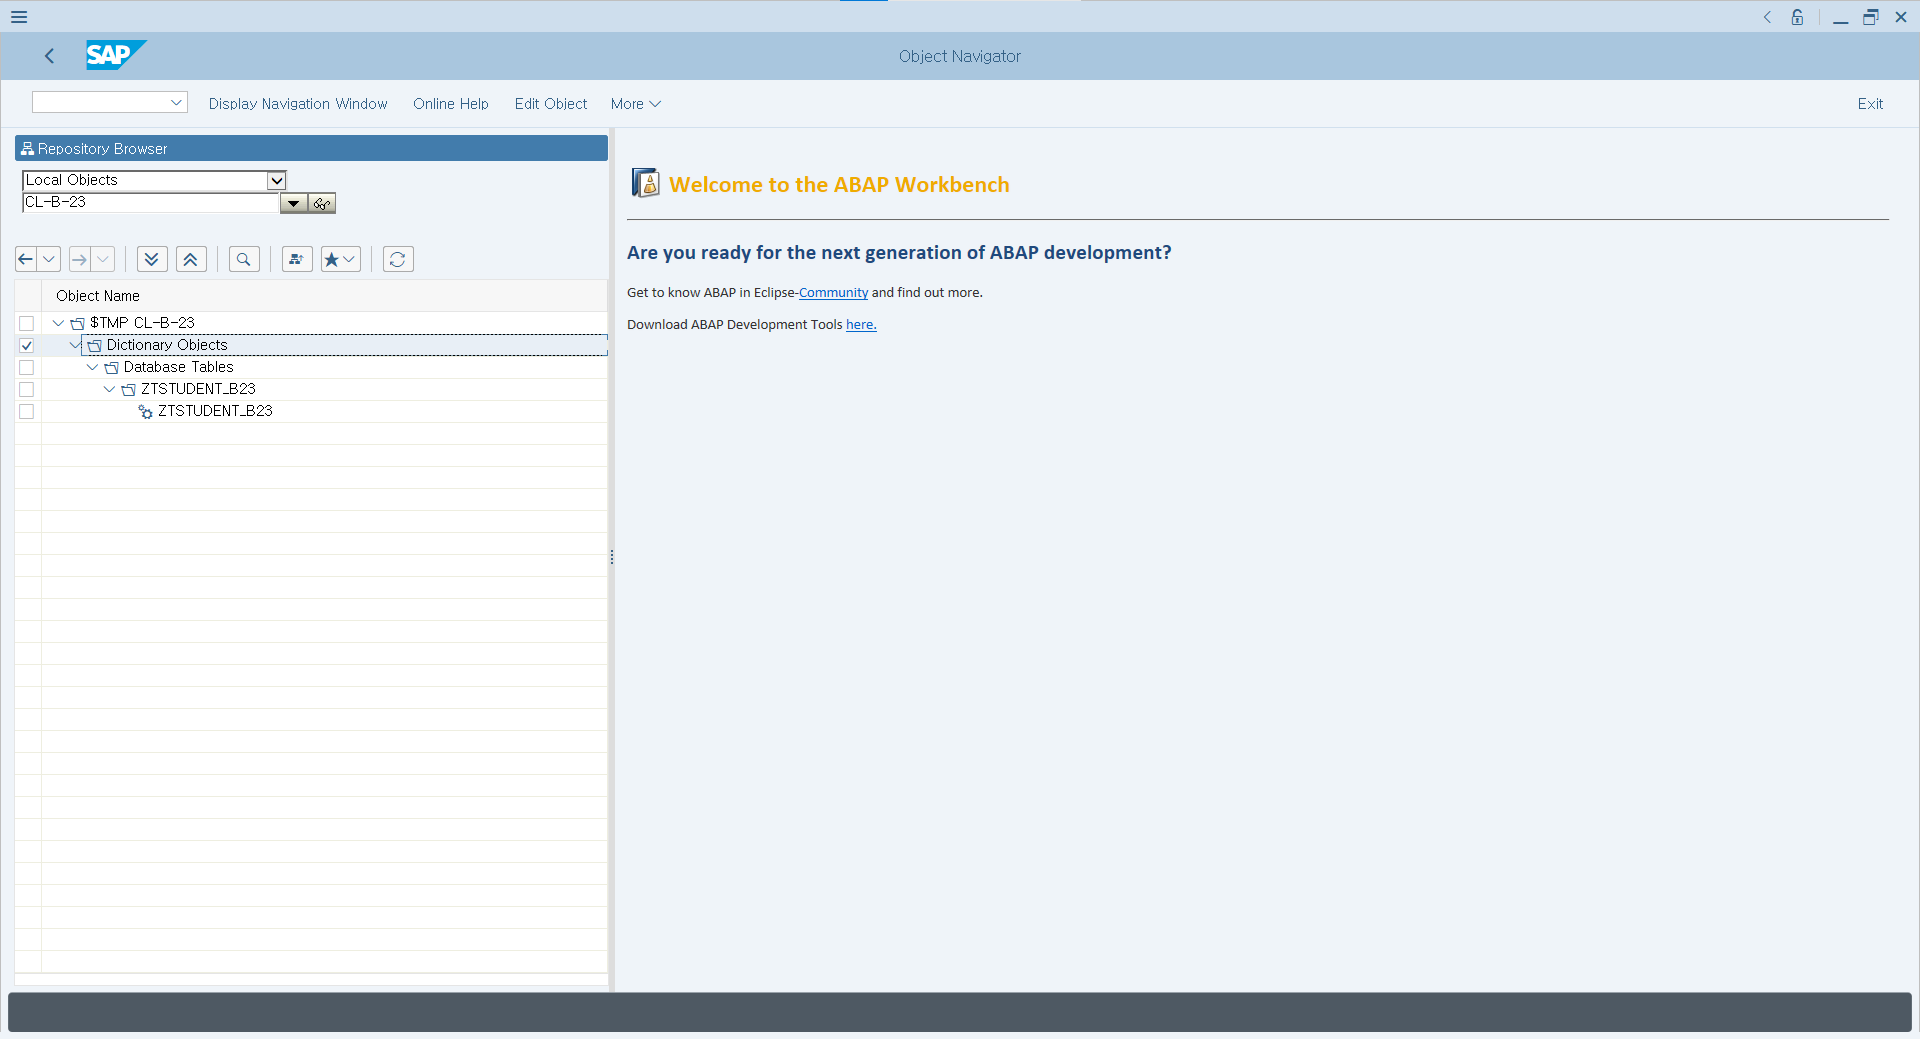 SAP
Object Navigator
Display Navigation Window Online Help Edit Object More Exit
Repository Browser
Local Objects
CL-B-23
Object Name
$TMP CL-B-23
Dictionary Objects
Database Tables
ZTSTUDENT_B23
ZTSTUDENT_B23
Welcome to the ABAP Workbench
Are you ready for the next generation of ABAP development?
Get to know ABAP in Eclipse-Community and find out more.
Download ABAP Development Tools here.